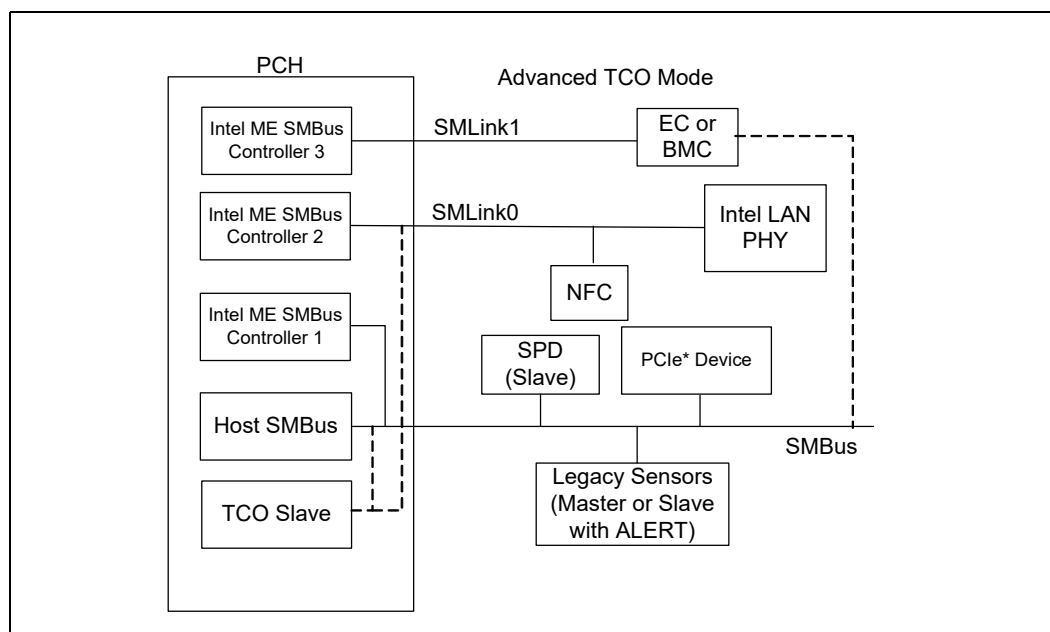 PCH
Advanced TCO Mode
Intel ME SMBus
Controller 3
SMLink1
EC or
BMC
Intel ME SMBus
Controller 2
SMLink0
Intel LAN
PHY
NFC
Intel ME SMBus
Controller 1
SPD
(Slave)
PCIe* Device
Host SMBus
SMBus
Legacy Sensors
(Master or Slave
with ALERT)
TCO Slave